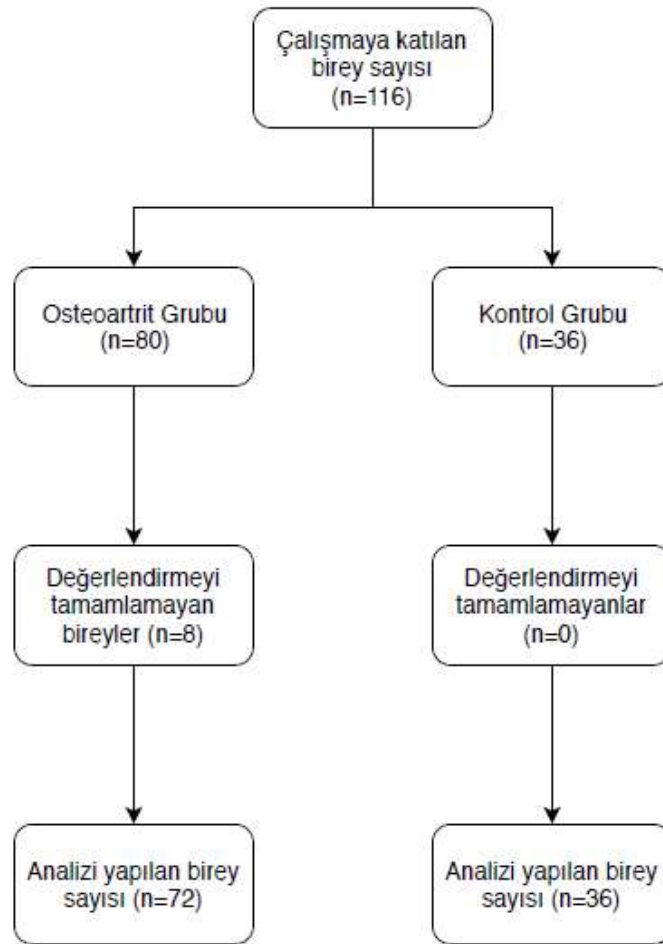 Çalışmaya katılan
birey sayısı
(n=116)
Osteoartrit Grubu
(n=80)
Kontrol Grubu
(n=36)
Değerlendirmeyi
tamamlamayan
bireyler (n=8)
Değerlendirmeyi
tamamlamayanlar
(n=0)
Analizi yapılan birey
sayısı (n=72)
Analizi yapılan birey
sayısı (n=36)